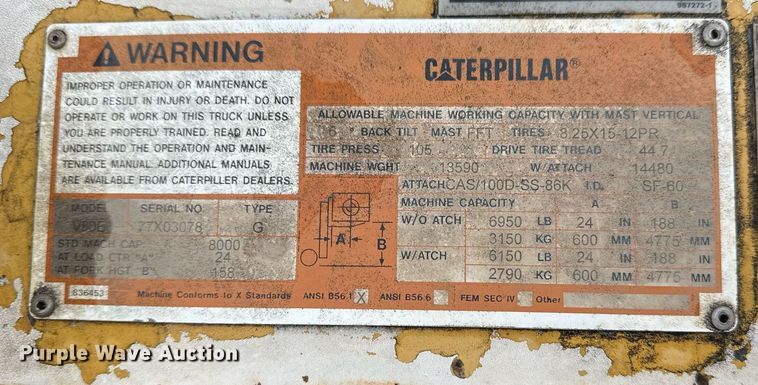 987272-1
WARNING
IMPROPER OPERATION OR MAINTENANCE
COULD RESULT IN INJURY OR DEATH. DO NOT
OPERATE OR WORK ON THIS TRUCK UNLESS
YOU ARE PROPERLY TRAINED. READ AND
UNDERSTAND THE OPERATION AND MAIN-
TENANCE MANUAL. ADDITIONAL MANUALS
ARE AVAILABLE FROM CATERPILLAR DEALERS.
MODEL SERIAL NO. TYPE
V80E 77X03078 G
STD MACH CAP. 8000
AT LOAD CTR "A" 24
AT FORK HGT "B" 158
836453
CATERPILLAR®
ALLOWABLE MACHINE WORKING CAPACITY WITH MAST VERTICAL
6 ° BACK TILT MAST FFT TIRES 8.25X15-12PR
TIRE PRESS. 105 DRIVE TIRE TREAD 44.7
MACHINE WGHT 13590 W/ATTACH 14480
ATTACH CAS/100D-SS-86K I.D. SF-60
MACHINE CAPACITY A B
W/O ATCH 6950 LB 24 IN 188 IN
3150 KG 600 MM 4775 MM
W/ATCH 6150 LB 24 IN 188 IN
2790 KG 600 MM 4775 MM
A
B
Machine Conforms to X Standards ANSI B56.1 X ANSI B56.6 FEM SEC IV Other
Purple Wave Auction